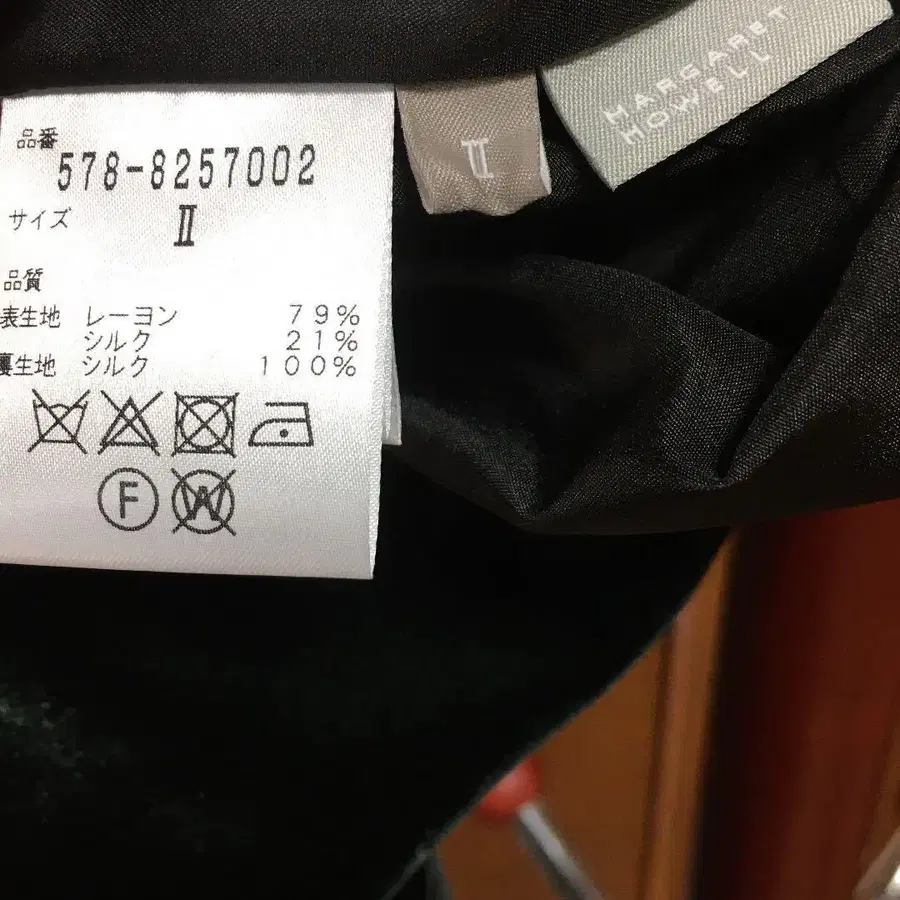 品番
578-8257002
サイズ
II
品質
表生地 レーヨン 79%
シルク 21%
裏生地 シルク 100%
F
W
II
MARGARET
HOWELL